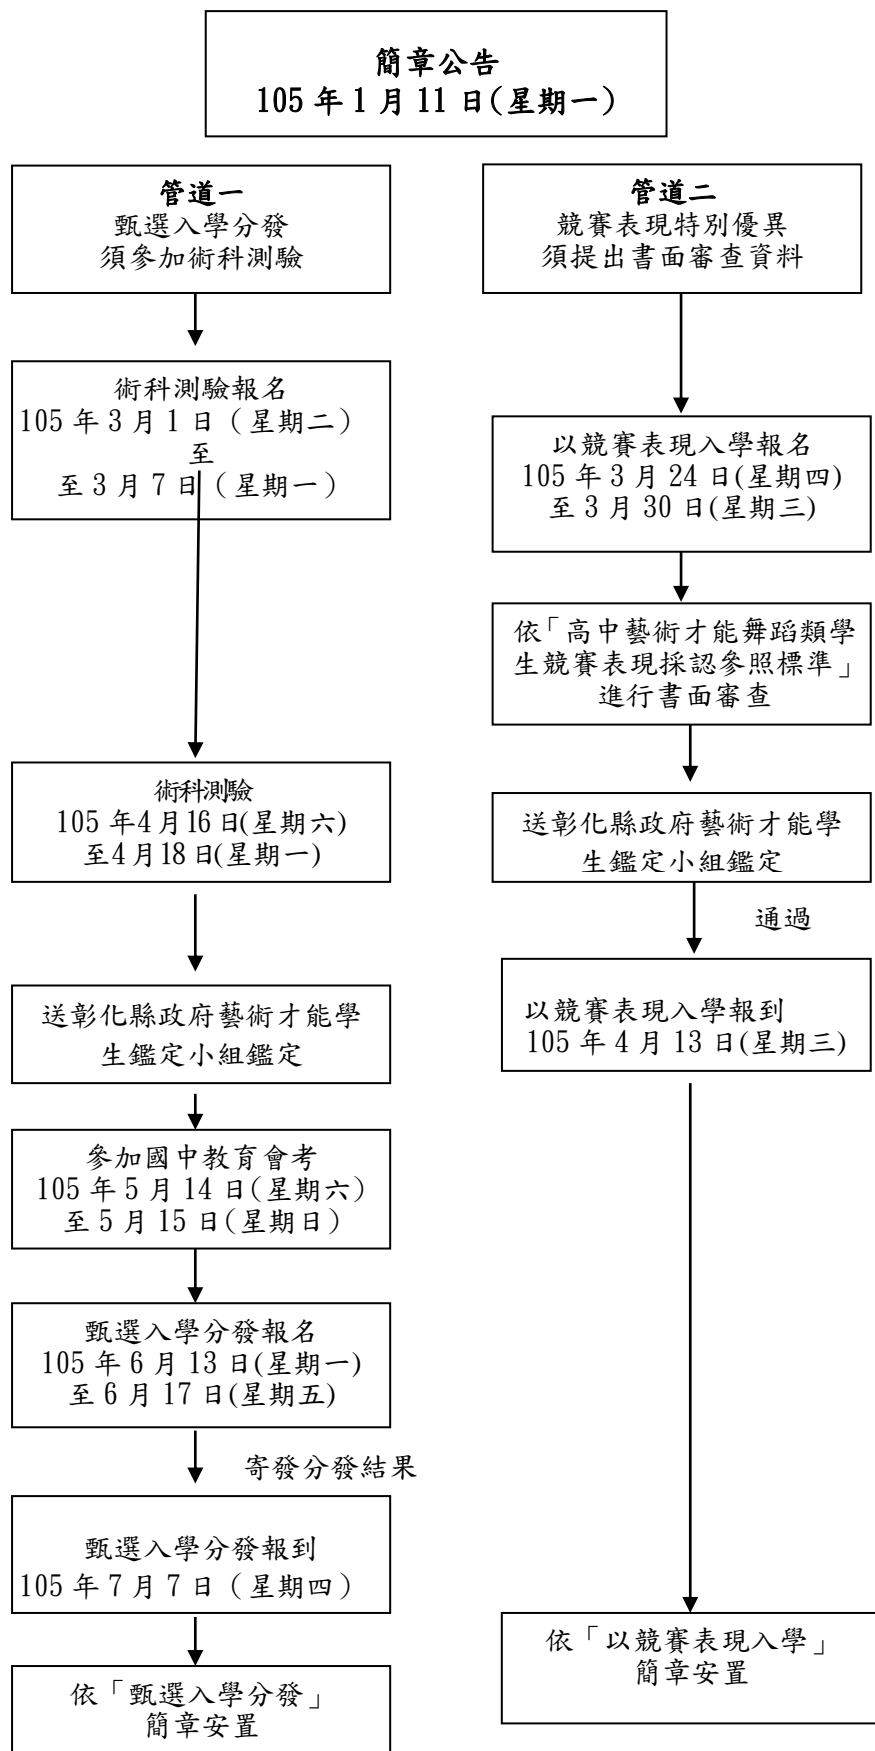 簡章公告
105 年 1 月 11 日(星期一)
管道一
甄選入學分發
須參加術科測驗
術科測驗報名
105 年 3 月 1 日（星期二）
至
至 3 月 7 日（星期一）
術科測驗
105 年4 月16 日(星期六)
至4 月18 日(星期一)
送彰化縣政府藝術才能學
生鑑定小組鑑定
參加國中教育會考
105 年 5 月 14 日(星期六)
至 5 月 15 日(星期日)
甄選入學分發報名
105 年 6 月 13 日(星期一)
至 6 月 17 日(星期五)
寄發分發結果
甄選入學分發報到
105 年 7 月 7 日（星期四）
依「甄選入學分發」
簡章安置
管道二
競賽表現特別優異
須提出書面審查資料
以競賽表現入學報名
105 年 3 月 24 日(星期四)
至 3 月 30 日(星期三)
依「高中藝術才能舞蹈類學
生競賽表現採認參照標準」
進行書面審查
送彰化縣政府藝術才能學
生鑑定小組鑑定
通過
以競賽表現入學報到
105 年 4 月 13 日(星期三)
依「以競賽表現入學」
簡章安置